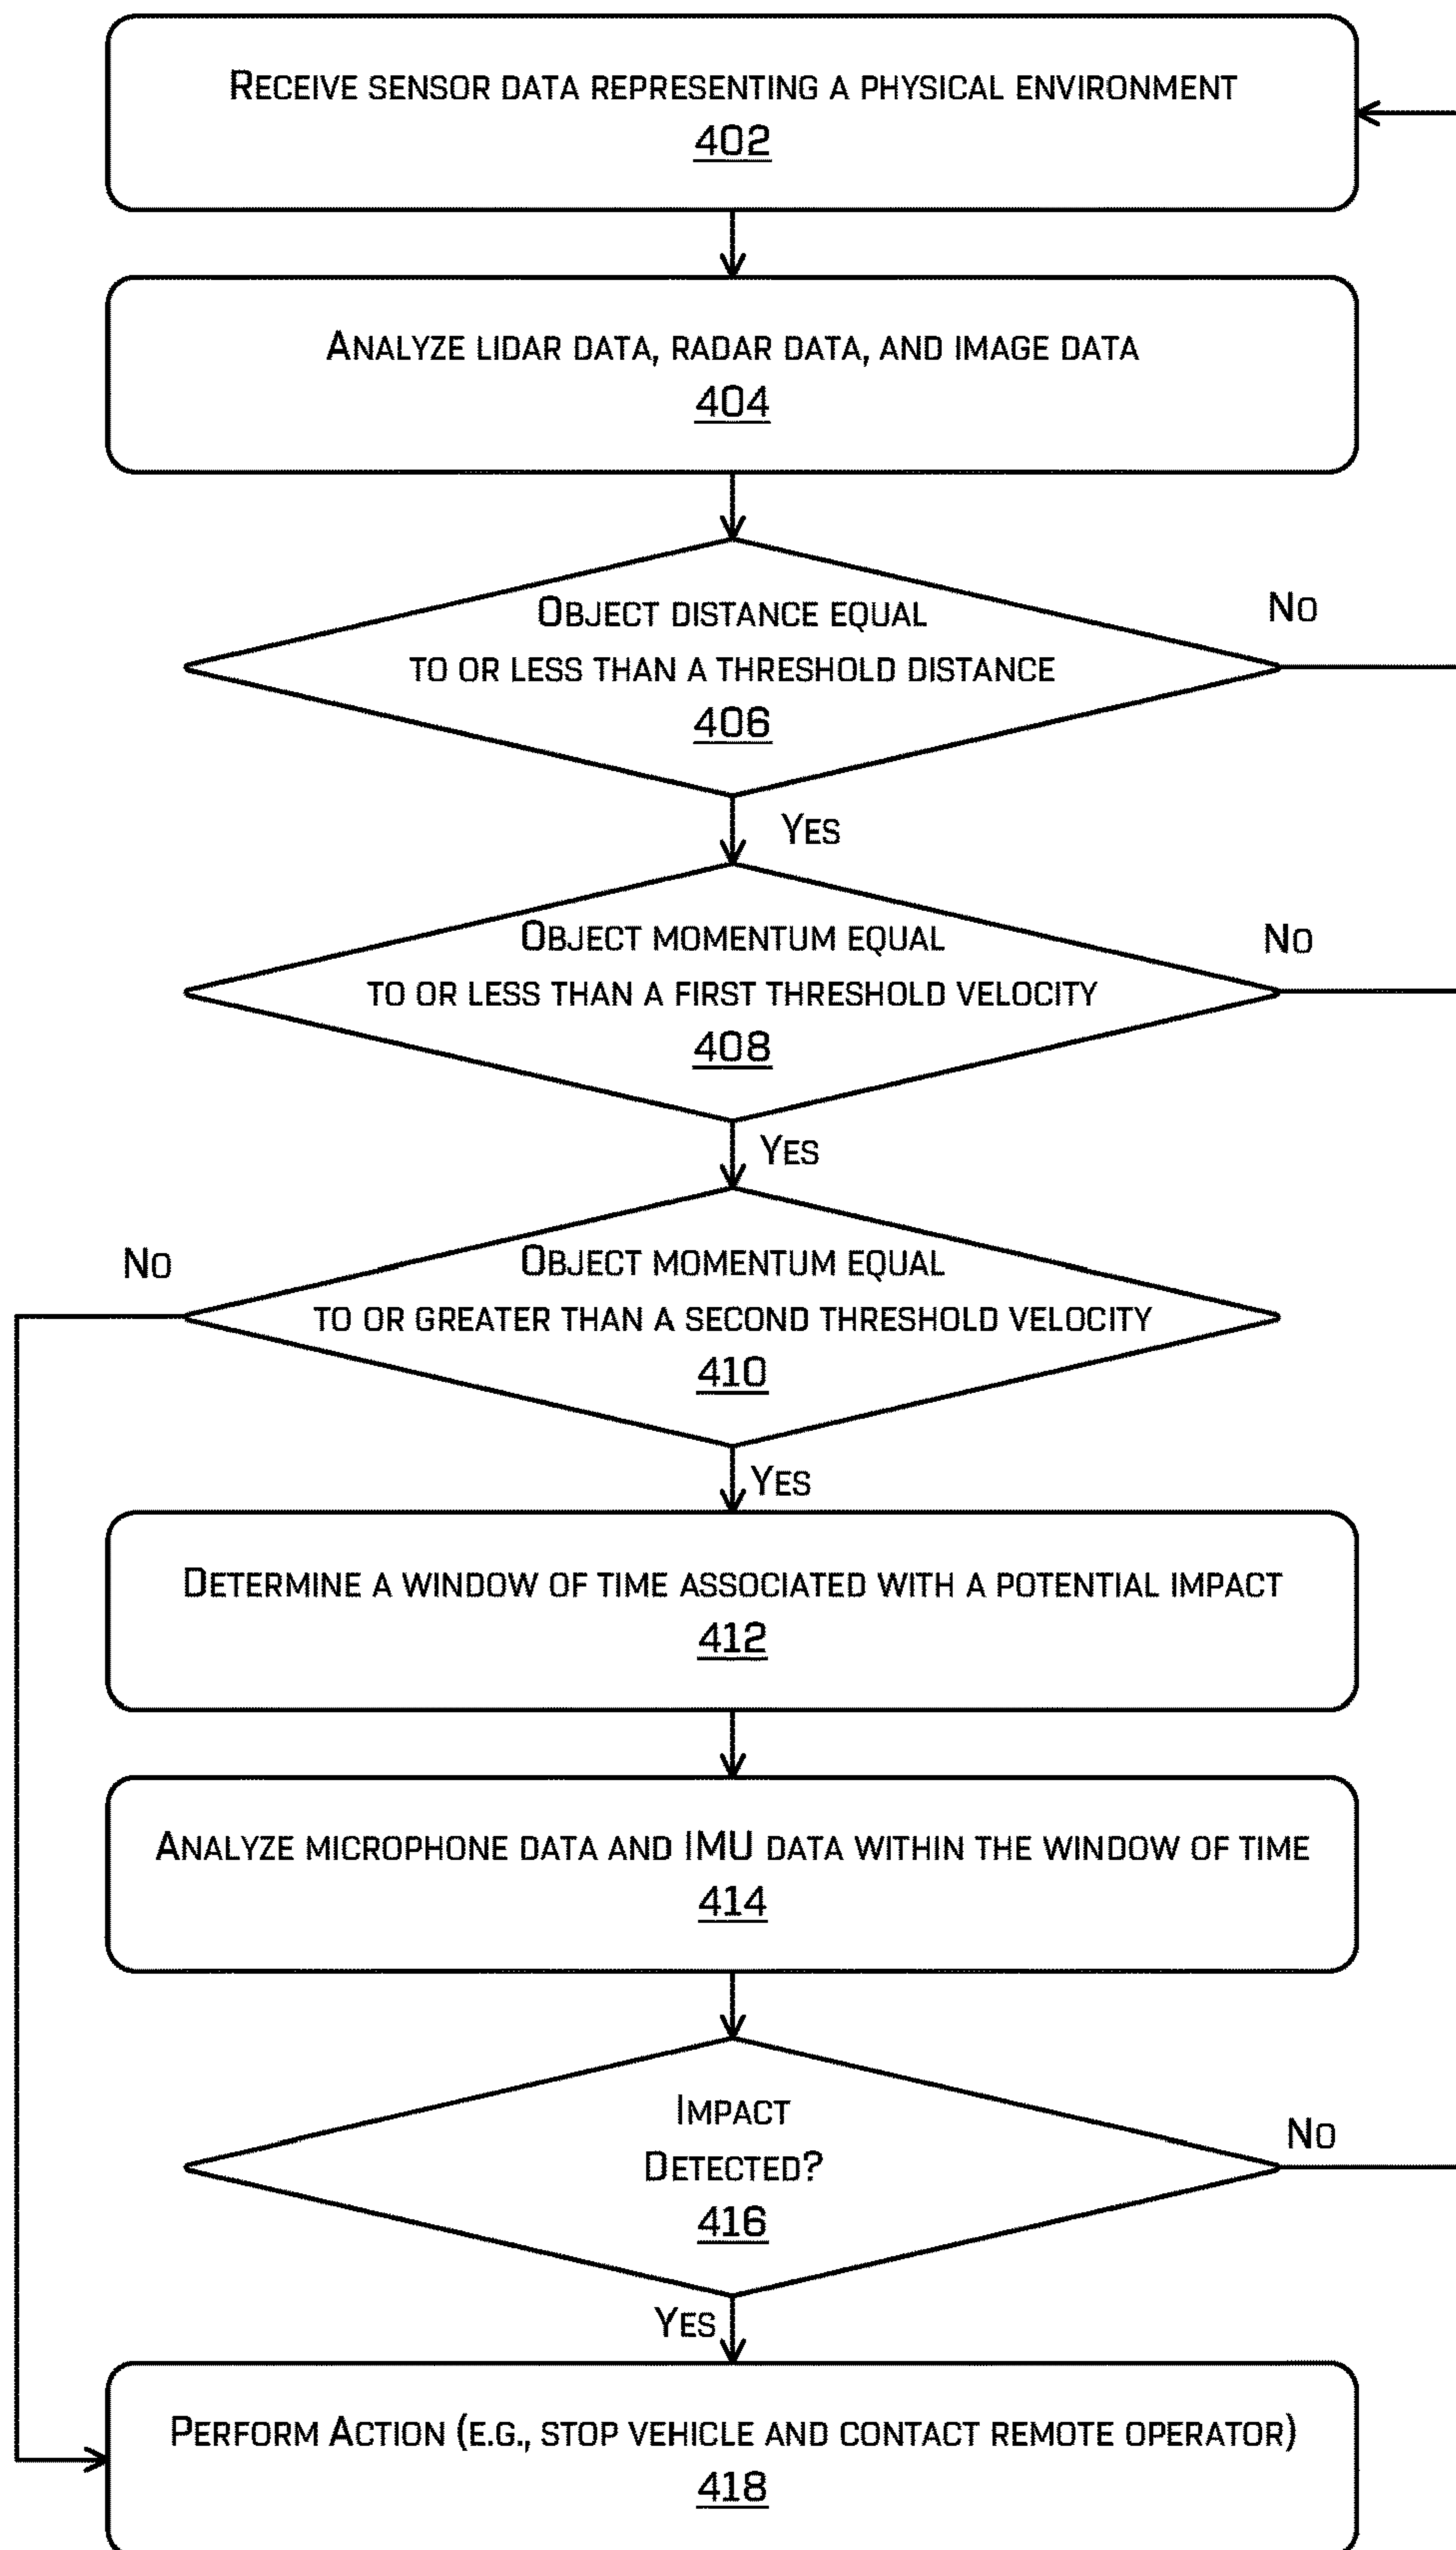 Receive sensor data representing a physical environment
402
Analyze lidar data, radar data, and image data
404
Object distance equal
to or less than a threshold distance
406
No
Yes
Object momentum equal
to or less than a first threshold velocity
408
No
Yes
No
Object momentum equal
to or greater than a second threshold velocity
410
Yes
Determine a window of time associated with a potential impact
412
Analyze microphone data and IMU data within the window of time
414
Impact
Detected?
416
No
Yes
Perform Action (e.g., stop vehicle and contact remote operator)
418